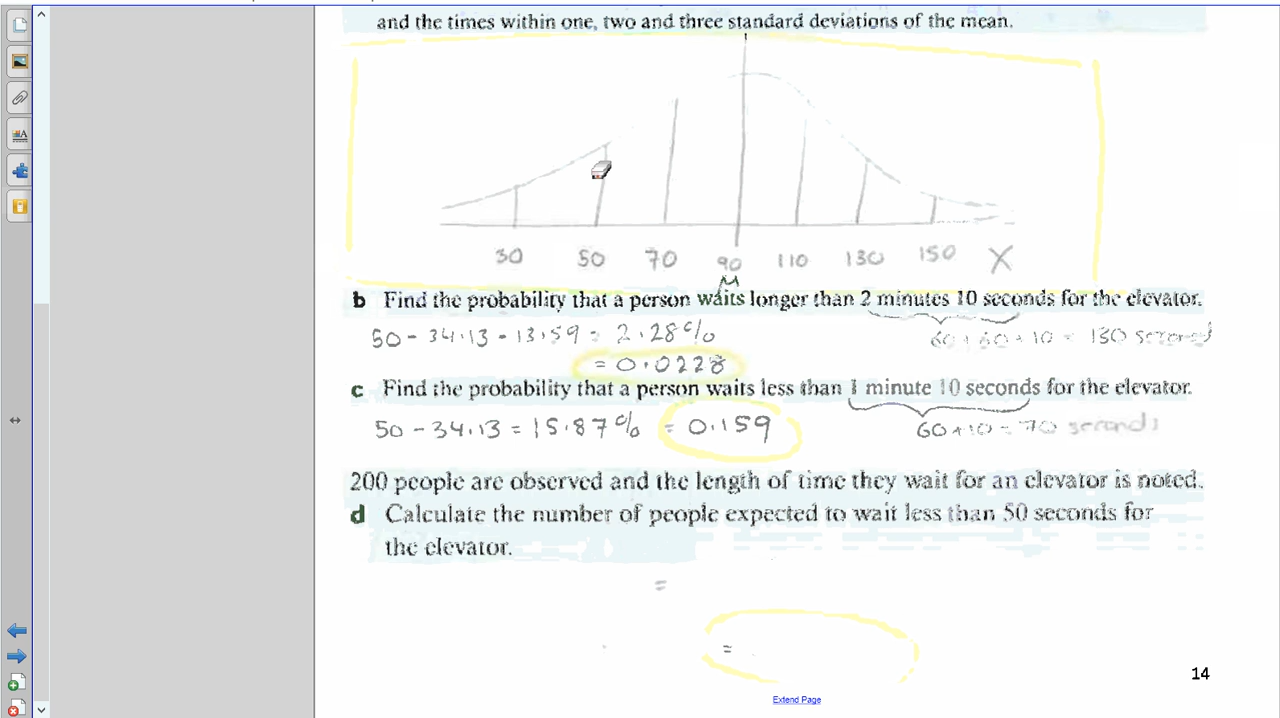 and the times within one, two and three standard deviations of the mean.
30 50 70 90 110 130 150 X
μ
b Find the probability that a person waits longer than 2 minutes 10 seconds for the elevator.
50 - 34.13 - 13.59 = 2.28% 60 + 60 + 10 = 130 seconds
= 0.0228
c Find the probability that a person waits less than 1 minute 10 seconds for the elevator.
50 - 34.13 = 15.87% = 0.159 60+10 = 70 seconds
200 people are observed and the length of time they wait for an elevator is noted.
d Calculate the number of people expected to wait less than 50 seconds for
the elevator.
=
=
14
Extend Page